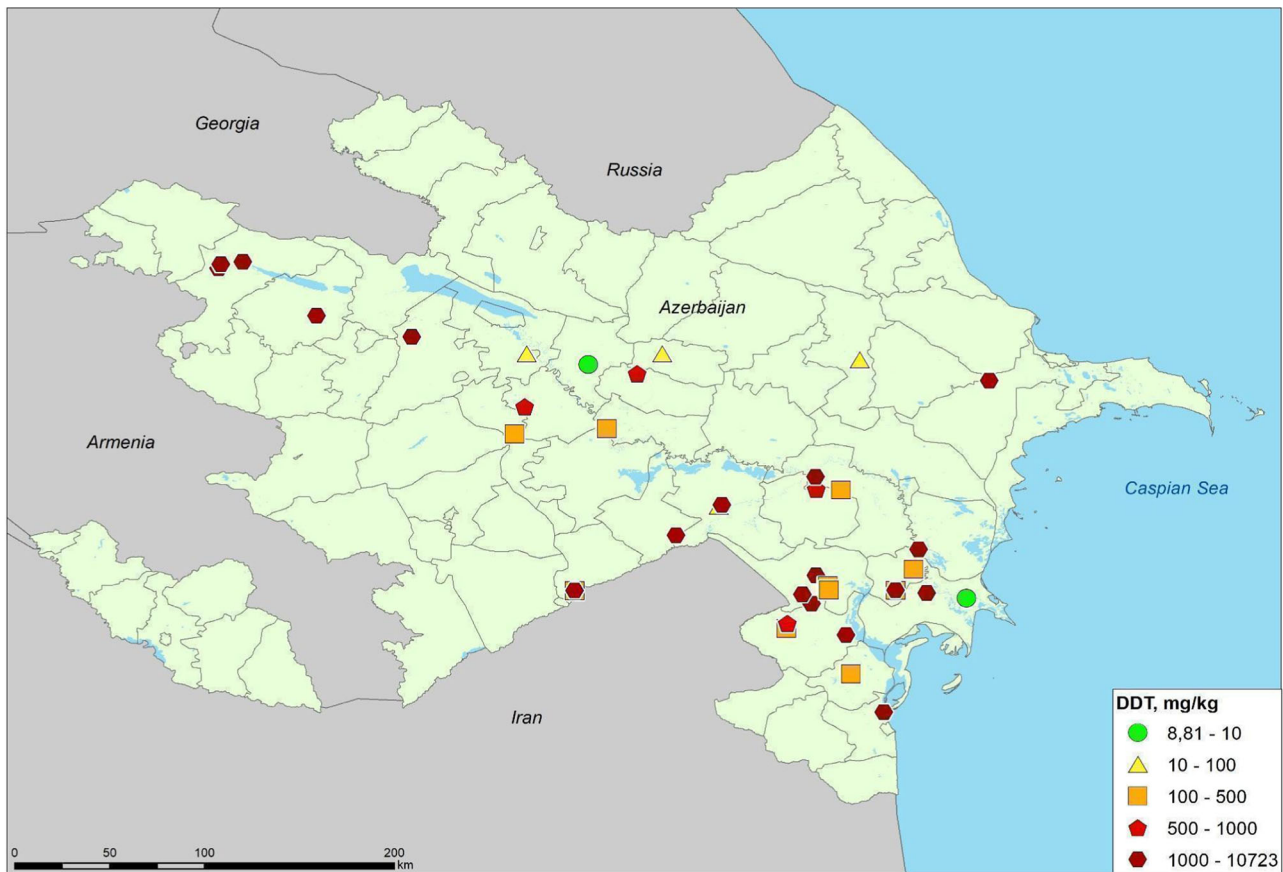 Georgia
Russia
Azerbaijan
Armenia
Caspian Sea
Iran
DDT, mg/kg
8,81 - 10
10 - 100
100 - 500
500 - 1000
1000 - 10723
0 50 100 200
km